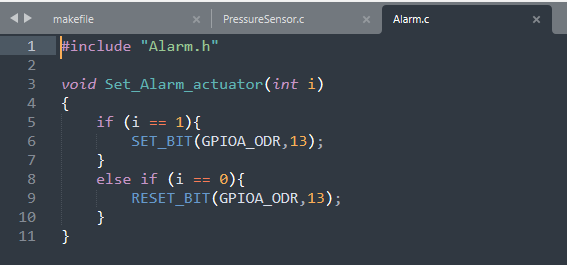 makefile × PressureSensor.c × Alarm.c ×
1 #include "Alarm.h"
2
3 void Set_Alarm_actuator(int i)
4 {
5 if (i == 1){
6 SET_BIT(GPIOA_ODR,13);
7 }
8 else if (i == 0){
9 RESET_BIT(GPIOA_ODR,13);
10 }
11 }